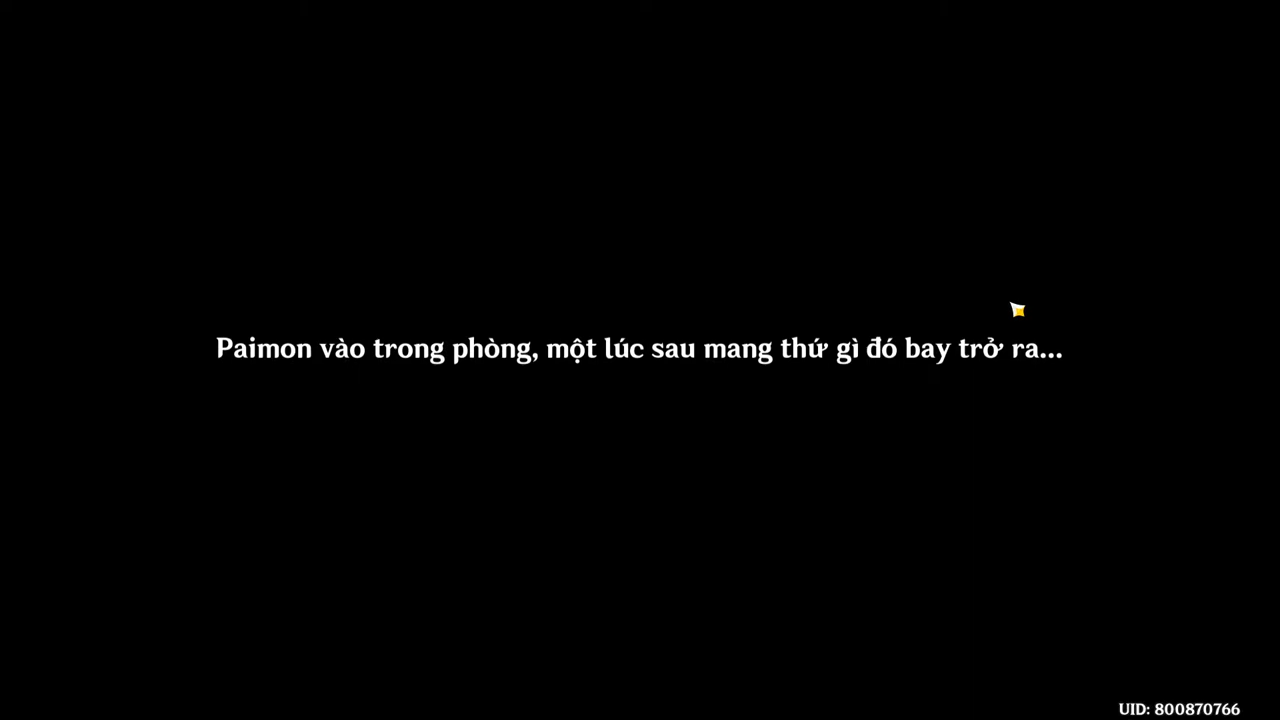 Paimon vào trong phòng, một lúc sau mang thứ gì đó bay trở ra...
UID: 800870766